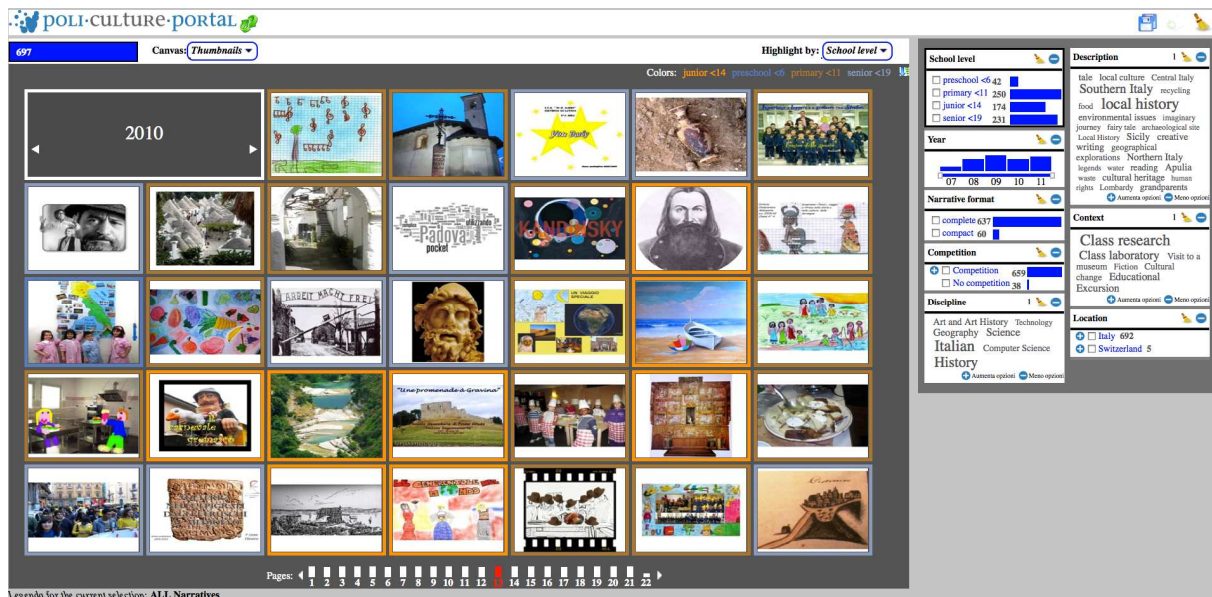 POLI·CULTURE·PORTAL
697
Canvas: Thumbnails
Highlight by: School level
Colors: junior <14 preschool <6 primary <11 senior <19
2010
Vita Daily
utilizzando
Padova
pocket
KANDINSKY
ARBEIT MACHT FREI
UN VIAGGIO
SPECIALE
"Une promenade à Gravina"
Pages: 1 2 3 4 5 6 7 8 9 10 11 12 13 14 15 16 17 18 19 20 21 22
Legenda for the current selection: ALL Narratives
School level
preschool <6 42
primary <11 250
junior <14 174
senior <19 231
Year
07 08 09 10 11
Narrative format
complete 637
compact 60
Competition
Competition 659
No competition 38
Discipline 1
Art and Art History Technology
Geography Science
Italian Computer Science
History
Aumenta opzioni Meno opzioni
Description 1
tale local culture Central Italy
Southern Italy recycling
food local history
environmental issues imaginary
journey fairy tale archaeological site
Local History Sicily creative
writing geographical
explorations Northern Italy
legends water reading Apulia
waste cultural heritage human
rights Lombardy grandparents
Aumenta opzioni Meno opzioni
Context 1
Class research
Class laboratory Visit to a
museum Fiction Cultural
change Educational
Excursion
Aumenta opzioni Meno opzioni
Location
Italy 692
Switzerland 5